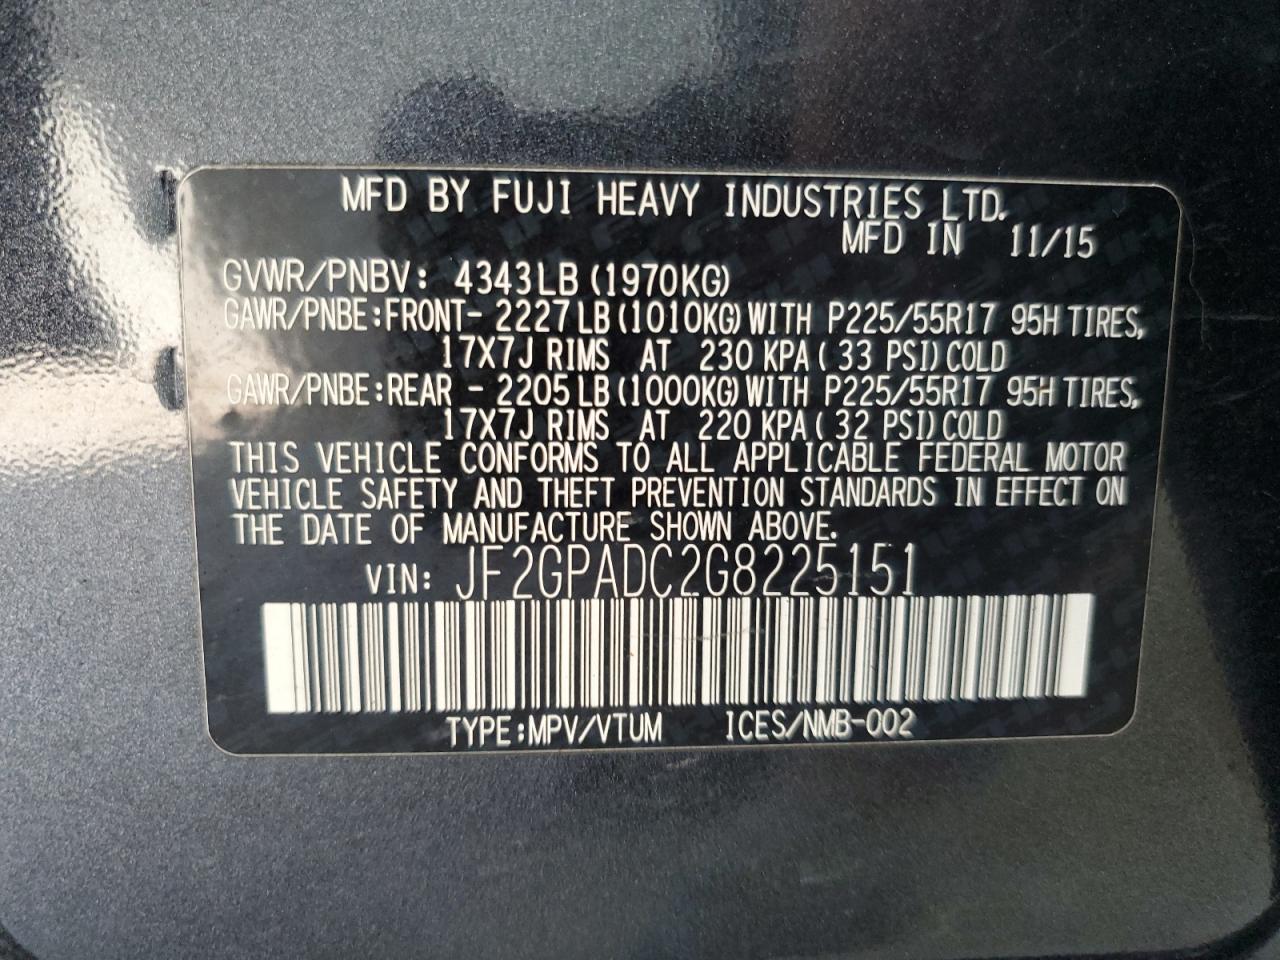 MFD BY FUJI HEAVY INDUSTRIES LTD.
MFD IN 11/15
GVWR/PNBV: 4343LB (1970KG)
GAWR/PNBE:FRONT- 2227LB(1010KG)WITH P225/55R17 95H TIRES,
17X7J RIMS AT 230 KPA( 33 PSI)COLD
GAWR/PNBE:REAR - 2205LB(1000KG)WITH P225/55R17 95H TIRES,
17X7J RIMS AT 220 KPA( 32 PSI)COLD
THIS VEHICLE CONFORMS TO ALL APPLICABLE FEDERAL MOTOR
VEHICLE SAFETY AND THEFT PREVENTION STANDARDS IN EFFECT ON
THE DATE OF MANUFACTURE SHOWN ABOVE.
VIN: JF2GPADC2G8225151
TYPE:MPV/VTUM ICES/NMB-002